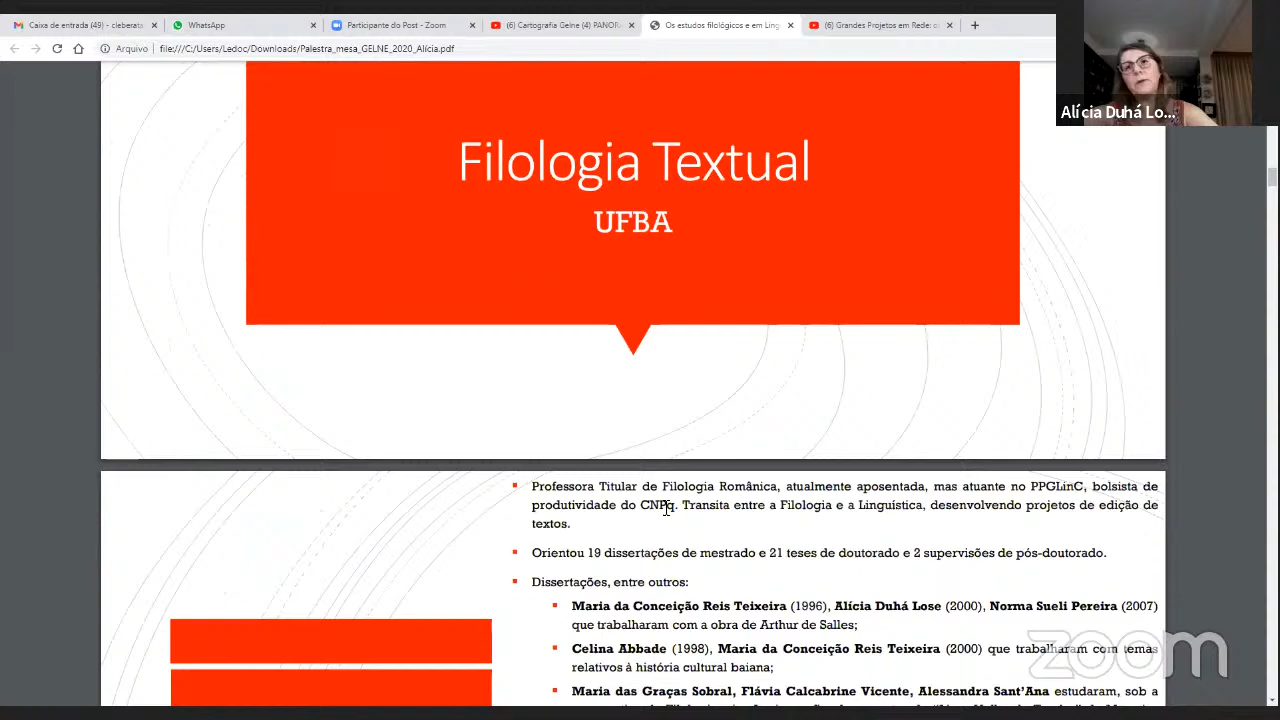 Caixa de entrada (49) - cleberata
WhatsApp
Participante do Post - Zoom
(6) Cartografia Gelne (4) PANOR
Os estudos filológicos e em Ling
(6) Grandes Projetos em Rede: o
Arquivo
file:///C:/Users/Ledoc/Downloads/Palestra_mesa_GELNE_2020_Alícia.pdf
Alícia Duhá Lo...
Filologia Textual
UFBA
Professora Titular de Filologia Românica, atualmente aposentada, mas atuante no PPGLinC, bolsista de
produtividade do CNPq. Transita entre a Filologia e a Linguística, desenvolvendo projetos de edição de
textos.
Orientou 19 dissertações de mestrado e 21 teses de doutorado e 2 supervisões de pós-doutorado.
Dissertações, entre outros:
Maria da Conceição Reis Teixeira (1996), Alícia Duhá Lose (2000), Norma Sueli Pereira (2007)
que trabalharam com a obra de Arthur de Salles;
Celina Abbade (1998), Maria da Conceição Reis Teixeira (2000) que trabalharam com temas
relativos à história cultural baiana;
Maria das Graças Sobral, Flávia Calcabrine Vicente, Alessandra Sant'Ana estudaram, sob a
zoom